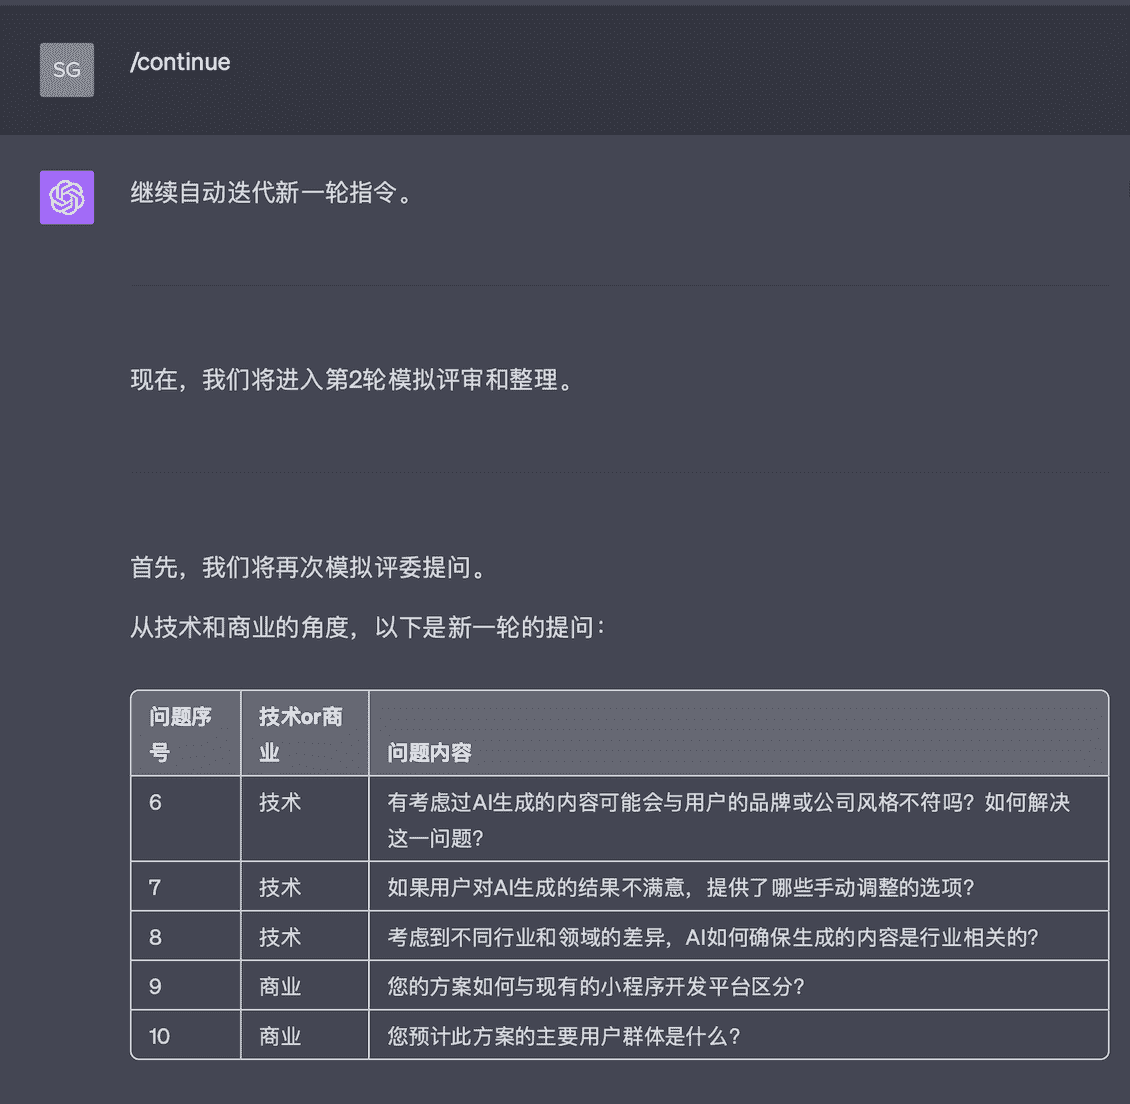 SG
/continue
继续自动迭代新一轮指令。
现在，我们将进入第2轮模拟评审和整理。
首先，我们将再次模拟评委提问。
从技术和商业的角度，以下是新一轮的提问：
问题序号 技术or商业 问题内容
6 技术 有考虑过AI生成的内容可能会与用户的品牌或公司风格不符吗？如何解决
这一问题？
7 技术 如果用户对AI生成的结果不满意，提供了哪些手动调整的选项？
8 技术 考虑到不同行业和领域的差异，AI如何确保生成的内容是行业相关的？
9 商业 您的方案如何与现有的小程序开发平台区分？
10 商业 您预计此方案的主要用户群体是什么？